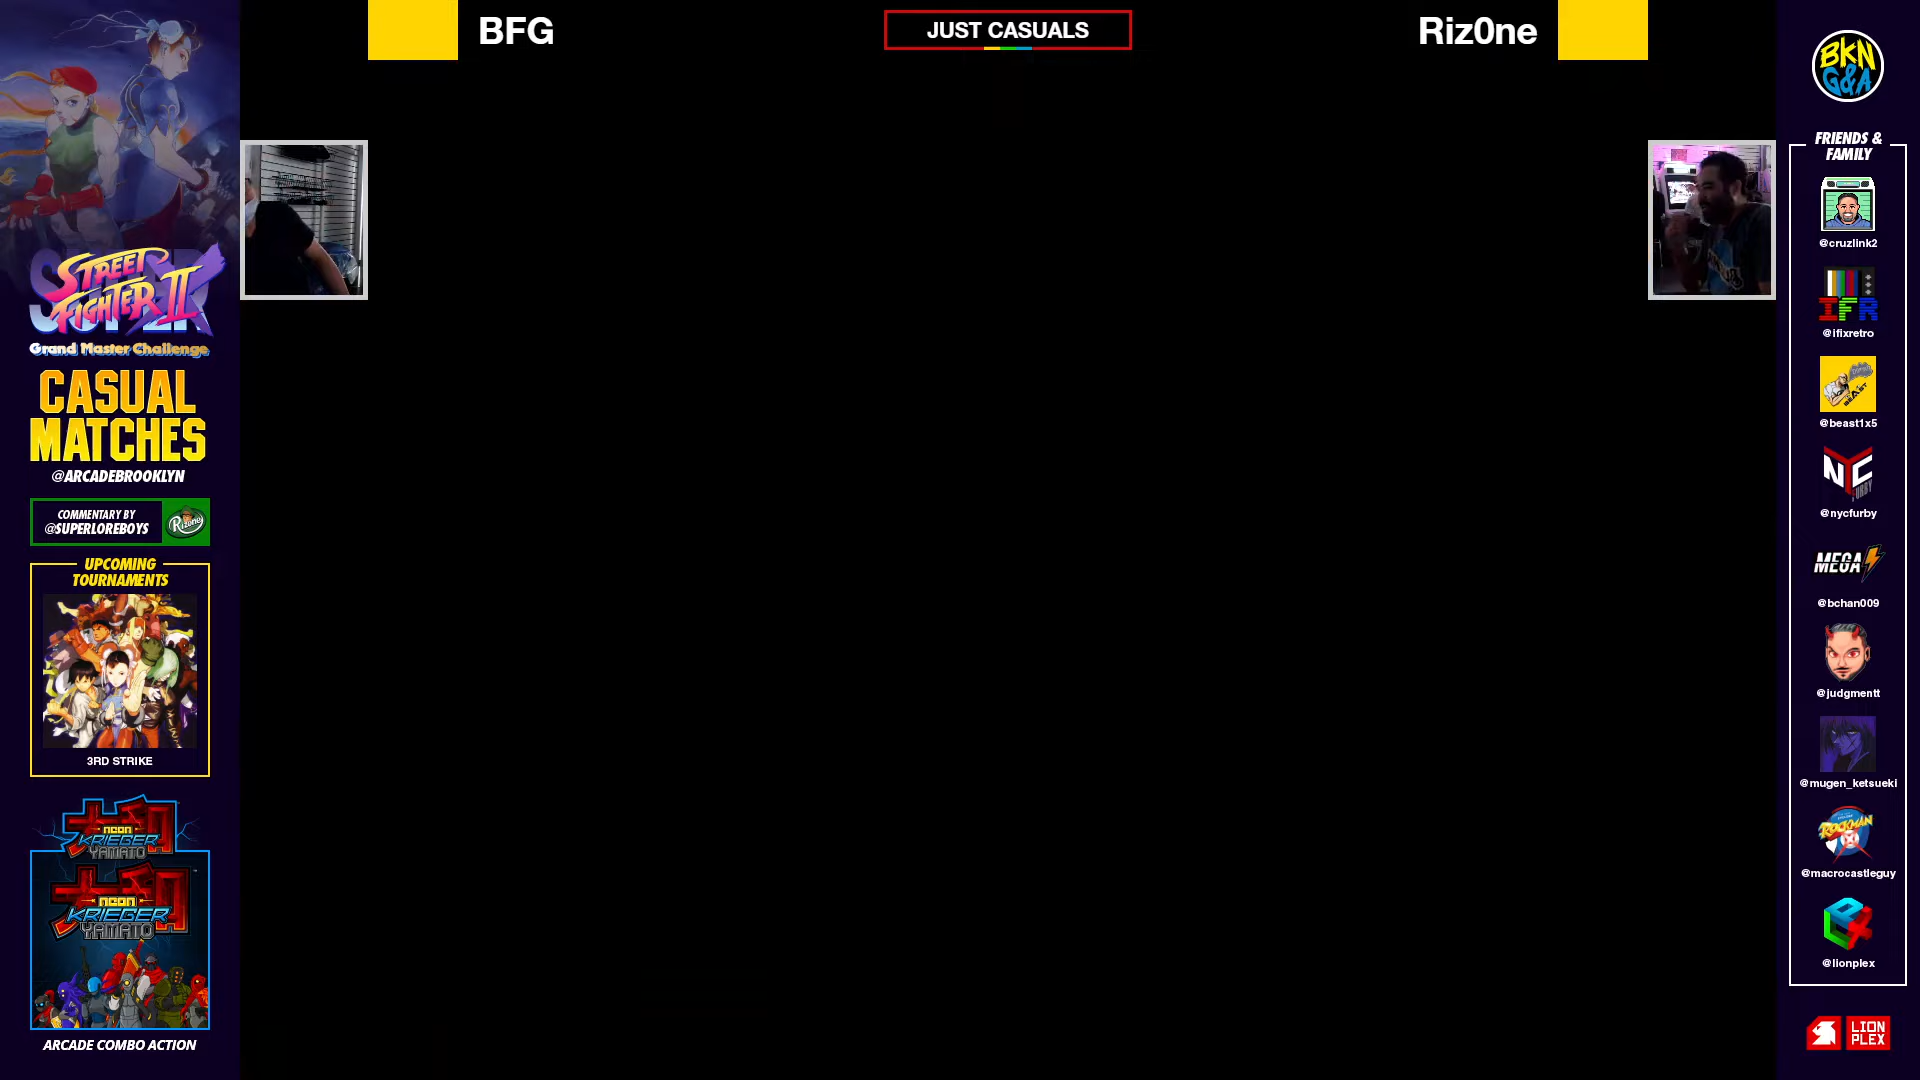 BFG
JUST CASUALS
Riz0ne
BKN
G&A
FRIENDS &
FAMILY
@cruzlink2
IFR
@ifixretro
@beast1x5
NYC
FURBY
@nycfurby
MEGA
@bchan009
@judgmentt
@mugen_ketsueki
ROCKMAN
@macrocastleguy
@lionplex
LION
PLEX
SUPER
STREET
FIGHTER II X
Grand Master Challenge
CASUAL
MATCHES
@ARCADEBROOKLYN
COMMENTARY BY
@SUPERLOREBOYS
Rizone
UPCOMING
TOURNAMENTS
3RD STRIKE
NEON
KRIEGER
YAMATO
NEON
KRIEGER
YAMATO
ARCADE COMBO ACTION